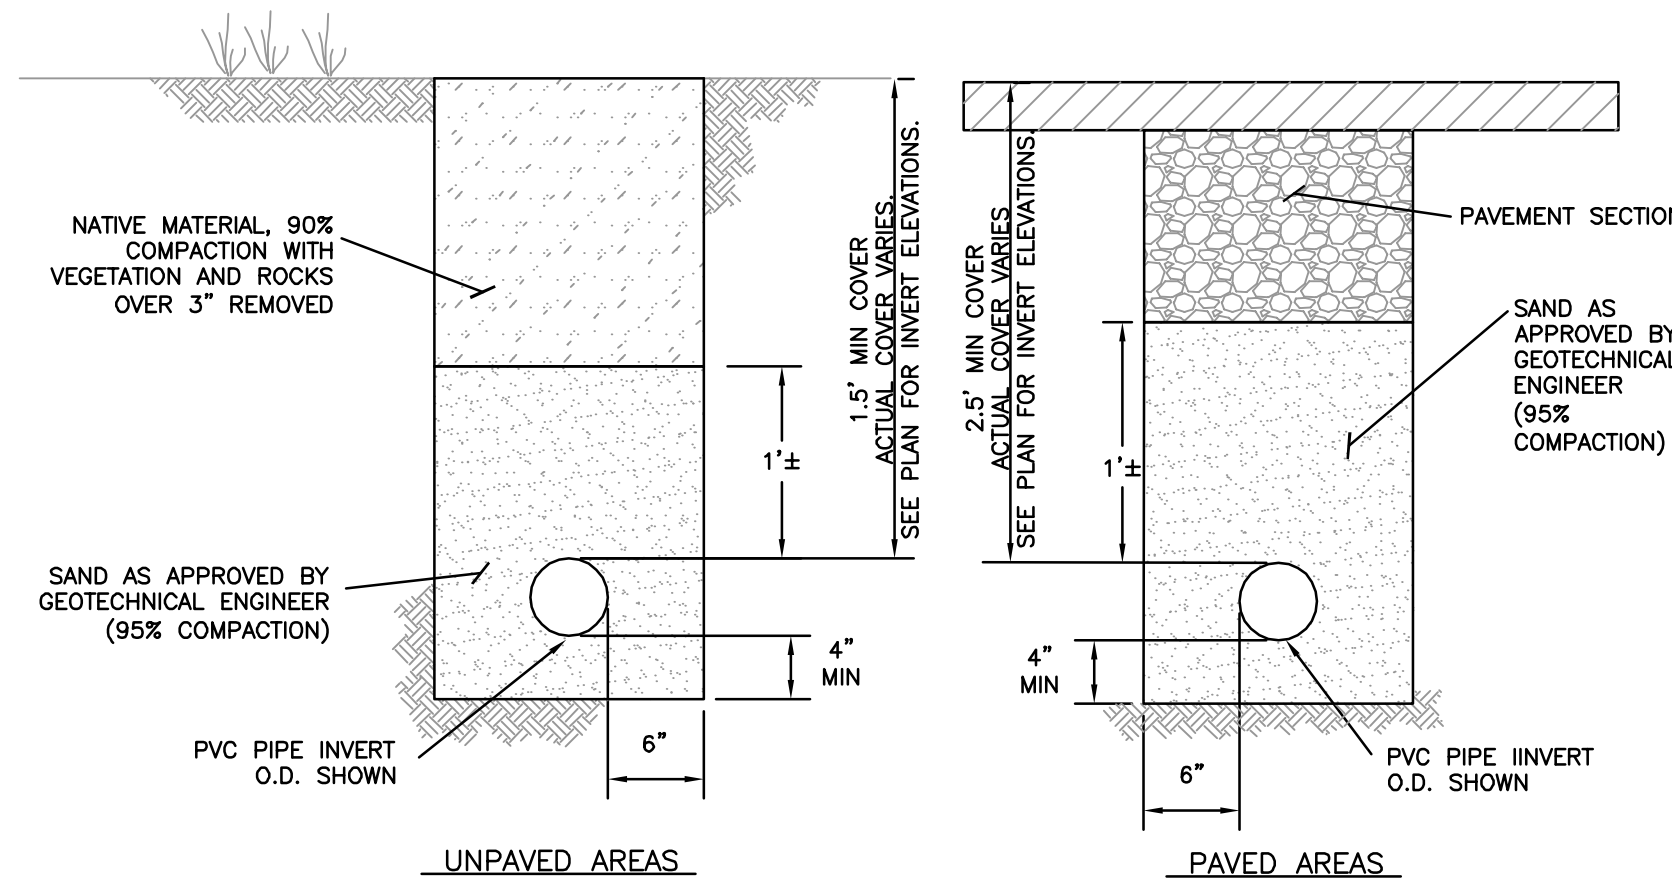 NATIVE MATERIAL, 90%
COMPACTION WITH
VEGETATION AND ROCKS
OVER 3" REMOVED
SAND AS APPROVED BY
GEOTECHNICAL ENGINEER
(95% COMPACTION)
PVC PIPE INVERT
O.D. SHOWN
1'±
1.5' MIN COVER
ACTUAL COVER VARIES.
SEE PLAN FOR INVERT ELEVATIONS.
4"
MIN
6"
UNPAVED AREAS
2.5' MIN COVER
ACTUAL COVER VARIES
SEE PLAN FOR INVERT ELEVATIONS.
1'±
4"
MIN
6"
PAVEMENT SECTION
SAND AS
APPROVED BY
GEOTECHNICAL
ENGINEER
(95%
COMPACTION)
PVC PIPE IINVERT
O.D. SHOWN
PAVED AREAS